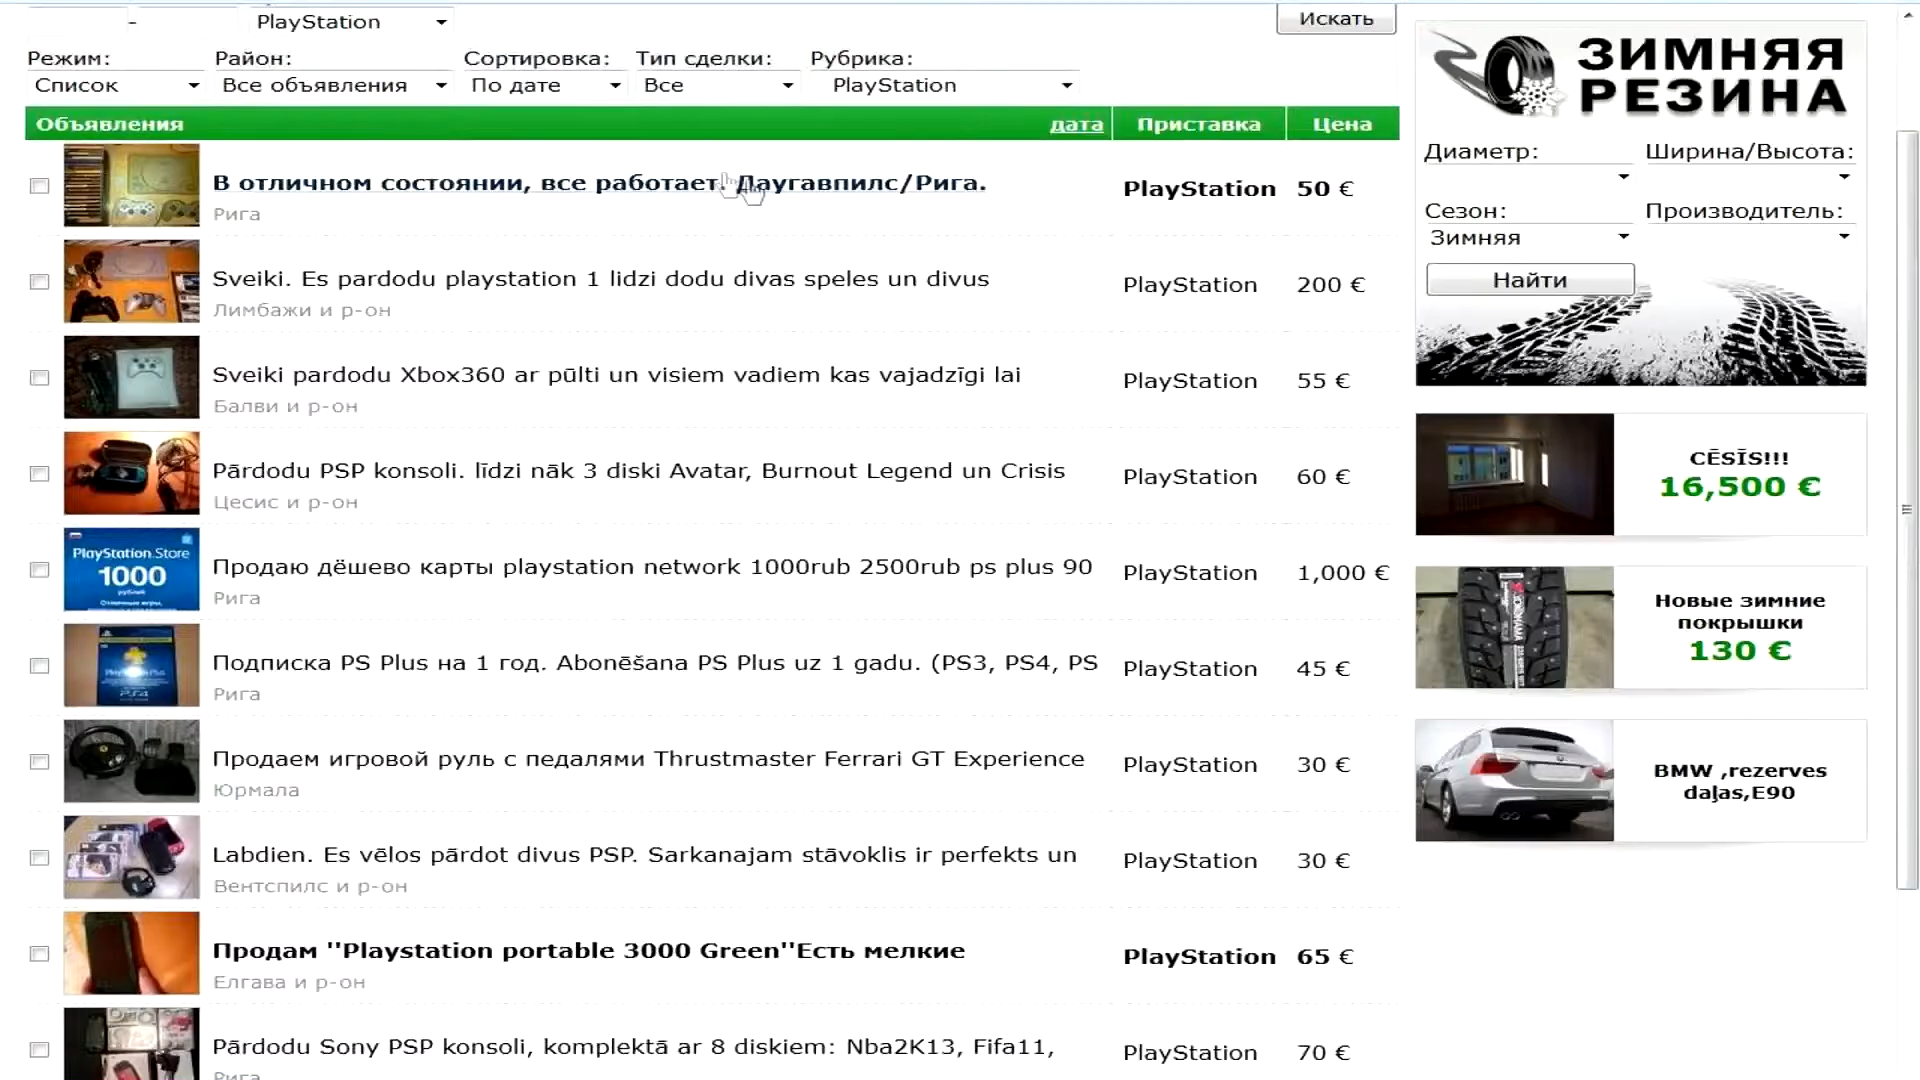 - PlayStation Искать
Режим: Район: Сортировка: Тип сделки: Рубрика:
Список Все объявления По дате Все PlayStation
Объявления дата Приставка Цена
В отличном состоянии, все работает. Даугавпилс/Рига. PlayStation 50 €
Рига
Sveiki. Es pardodu playstation 1 lidzi dodu divas speles un divus PlayStation 200 €
Лимбажи и р-он
Sveiki pardodu Xbox360 ar pūlti un visiem vadiem kas vajadzīgi lai PlayStation 55 €
Балви и р-он
Pārdodu PSP konsoli. līdzi nāk 3 diski Avatar, Burnout Legend un Crisis PlayStation 60 €
Цесис и р-он
PlayStation Store
1000
рублей
Отличные игры,
Продаю дёшево карты playstation network 1000rub 2500rub ps plus 90 PlayStation 1,000 €
Рига
PS4
Подписка PS Plus на 1 год. Abonēšana PS Plus uz 1 gadu. (PS3, PS4, PS PlayStation 45 €
Рига
Продаем игровой руль с педалями Thrustmaster Ferrari GT Experience PlayStation 30 €
Юрмала
Labdien. Es vēlos pārdot divus PSP. Sarkanajam stāvoklis ir perfekts un PlayStation 30 €
Вентспилс и р-он
Продам ''Playstation portable 3000 Green''Есть мелкие PlayStation 65 €
Елгава и р-он
Pārdodu Sony PSP konsoli, komplektā ar 8 diskiem: Nba2K13, Fifa11, PlayStation 70 €
Рига
ЗИМНЯЯ
РЕЗИНА
Диаметр: Ширина/Высота:
Сезон: Производитель:
Зимняя
Найти
CĒSĪS!!!
16,500 €
YOKOHAMA
Новые зимние
покрышки
130 €
BMW ,rezerves
daļas,E90